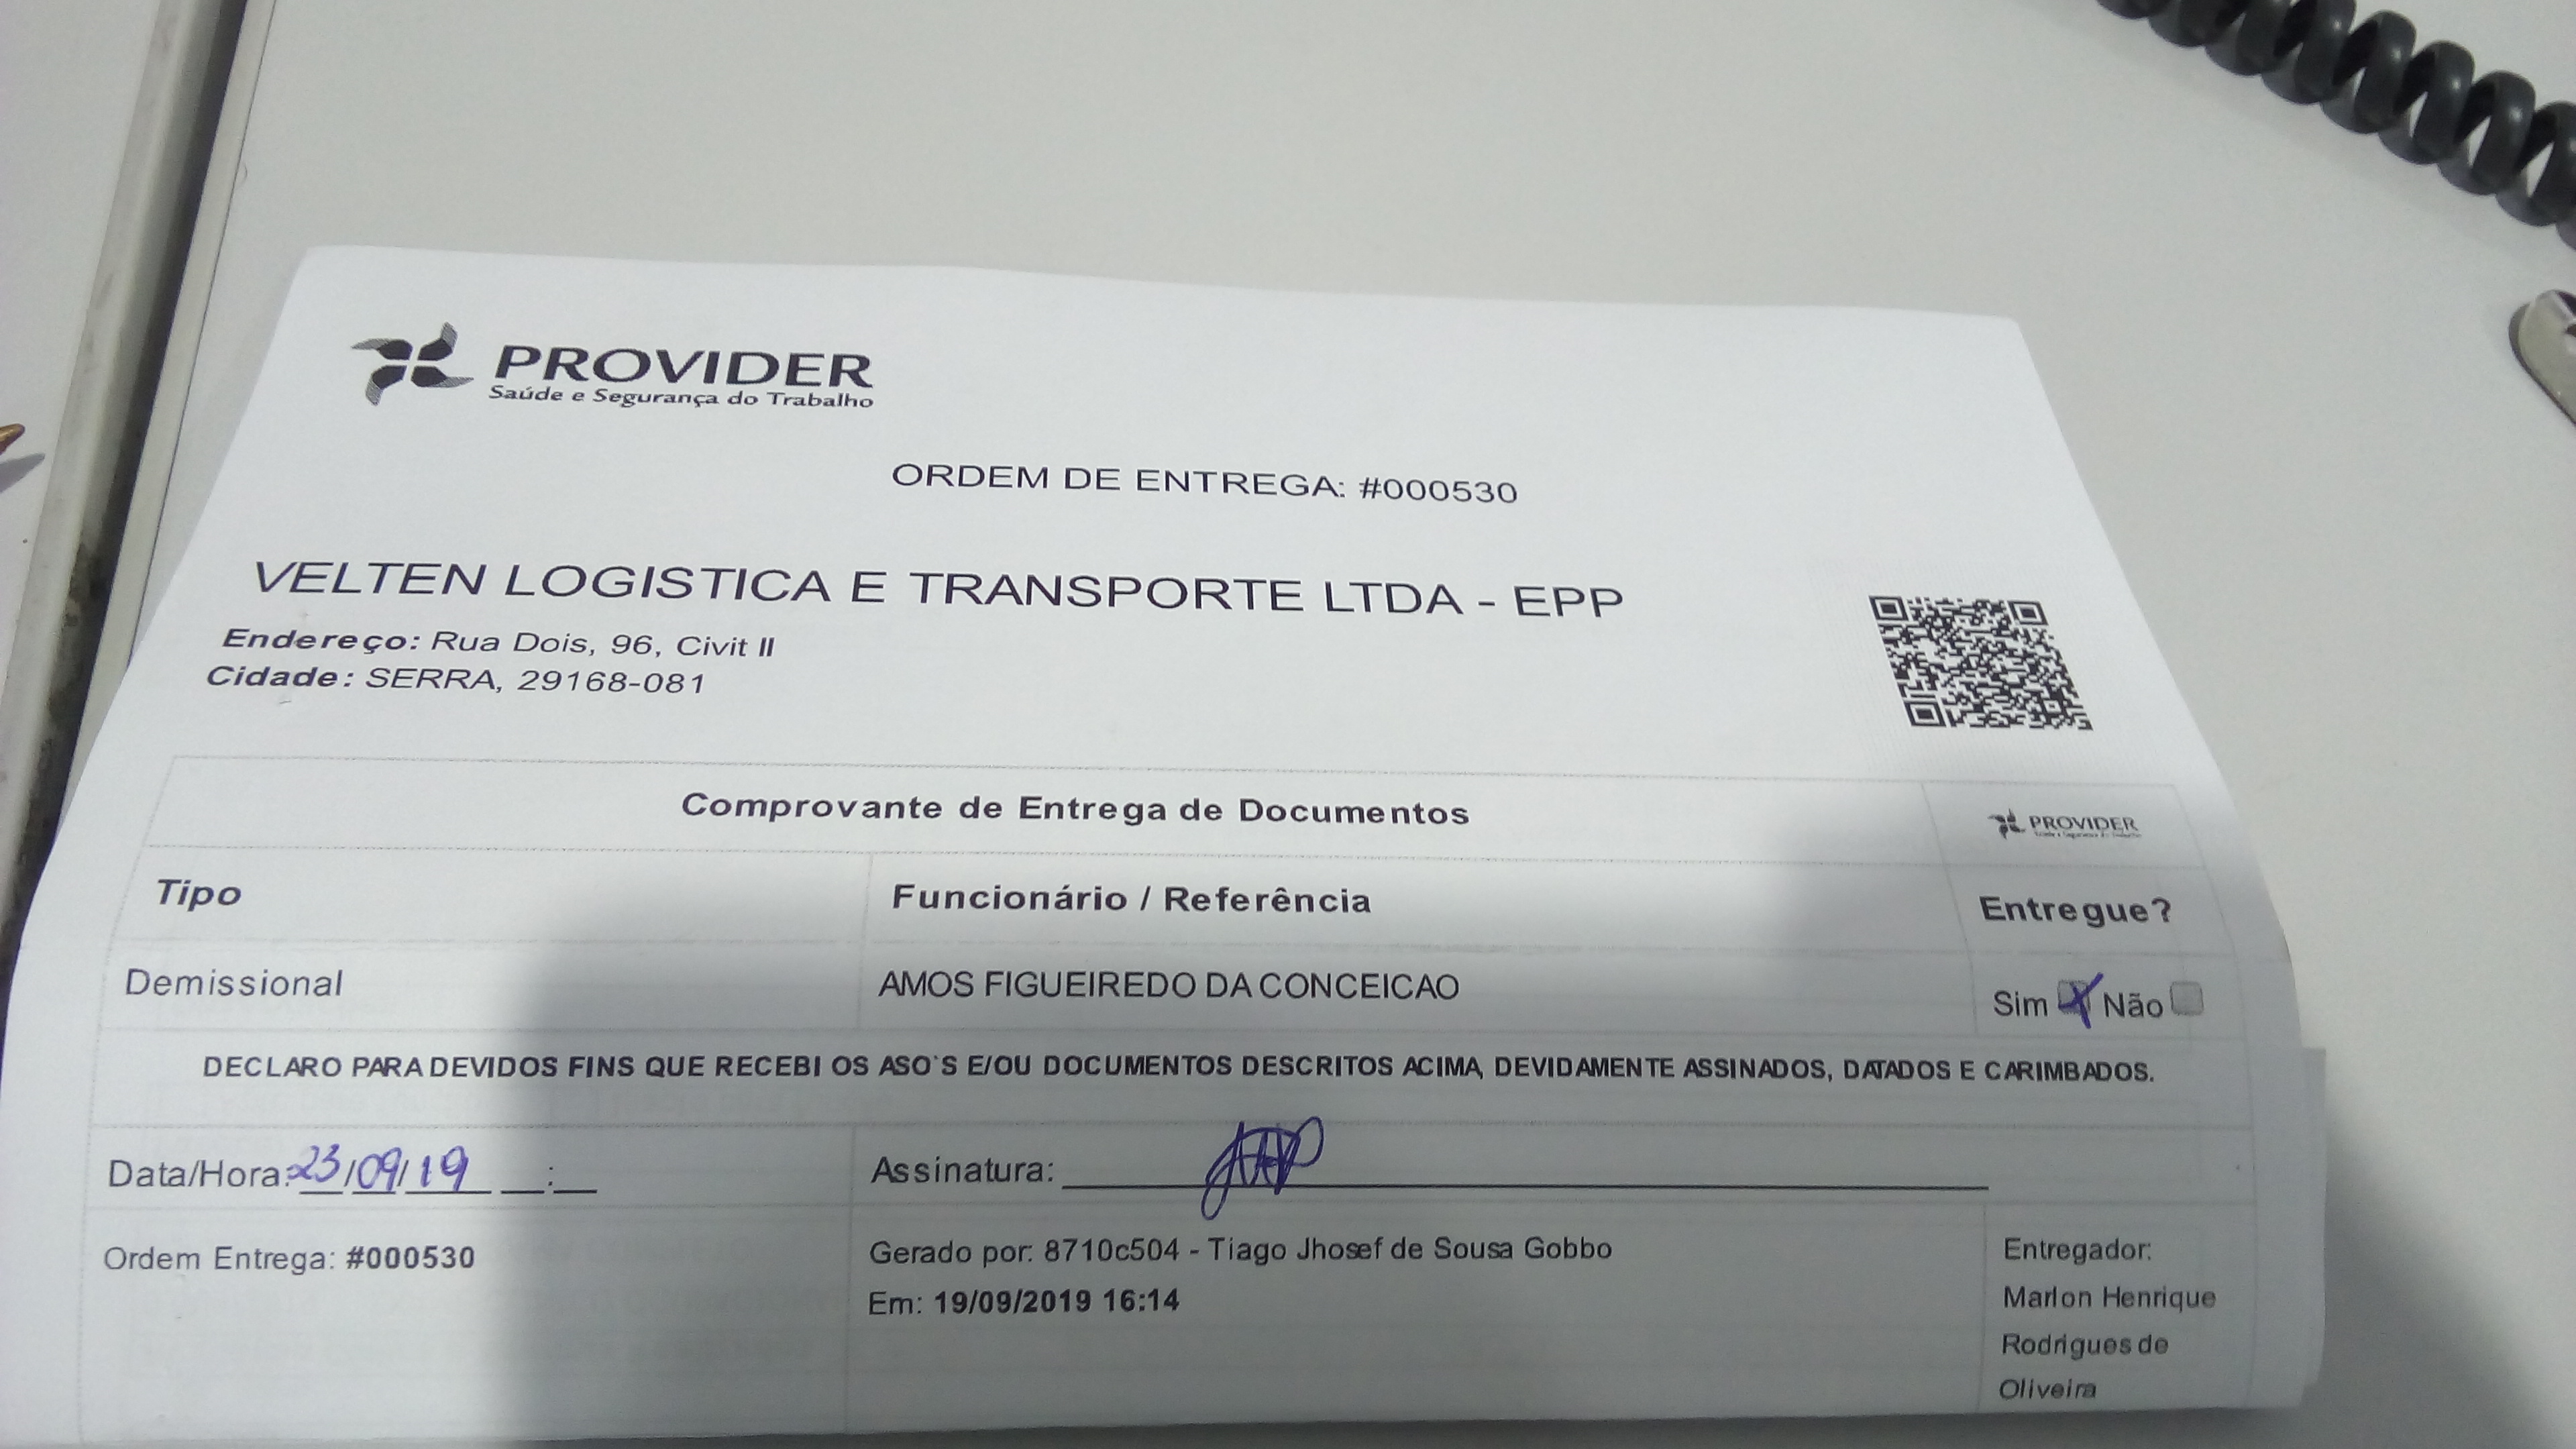 PROVIDER
Saúde e Segurança do Trabalho
ORDEM DE ENTREGA: #000530
VELTEN LOGISTICA E TRANSPORTE LTDA - EPP
Endereço: Rua Dois, 96, Civit II
Cidade: SERRA, 29168-081
Comprovante de Entrega de Documentos
PROVIDER
Tipo Funcionário / Referência Entregue?
Demissional AMOS FIGUEIREDO DA CONCEICAO Sim X Não
DECLARO PARA DEVIDOS FINS QUE RECEBI OS ASO`S E/OU DOCUMENTOS DESCRITOS ACIMA, DEVIDAMENTE ASSINADOS, DATADOS E CARIMBADOS.
Data/Hora: 23/09/19 __:__ Assinatura:
Ordem Entrega: #000530
Gerado por: 8710c504 - Tiago Jhosef de Sousa Gobbo
Em: 19/09/2019 16:14
Entregador:
Marlon Henrique
Rodrigues de
Oliveira